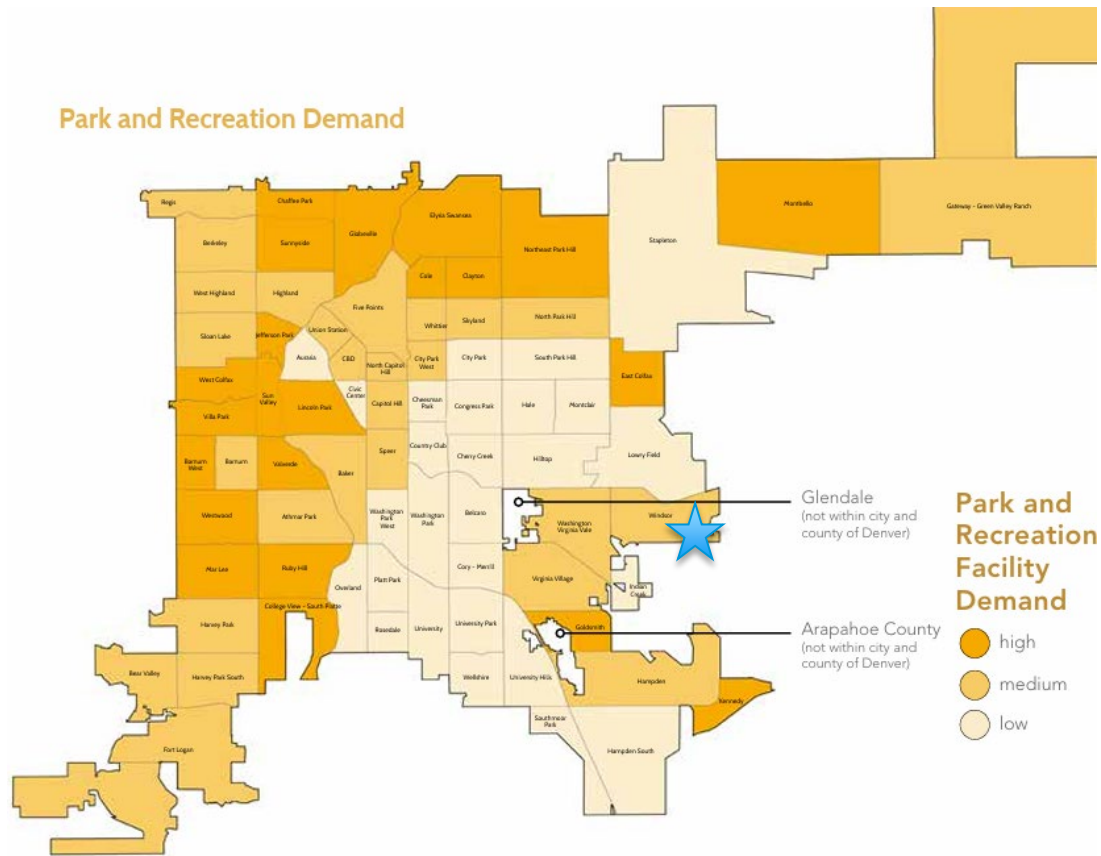 Park and Recreation Demand
Regis
Chaffee Park
Globeville
Elyria Swansea
Montbello
Gateway - Green Valley Ranch
Berkeley
Sunnyside
Northeast Park Hill
Stapleton
Cole
Clayton
West Highland
Highland
Five Points
Sloan Lake
Jefferson Park
Union Station
Whittier
Skyland
North Park Hill
Auraria
CBD
North Capitol
Hill
City Park
West
City Park
South Park Hill
West Colfax
Sun
Valley
East Colfax
Villa Park
Lincoln Park
Civic
Center
Capitol Hill
Cheesman
Park
Congress Park
Hale
Montclair
Barnum
West
Barnum
Valverde
Baker
Speer
Country Club
Cherry Creek
Hilltop
Lowry Field
Westwood
Athmar Park
Washington
Park
West
Washington
Park
Belcaro
Washington
Virginia Vale
Windsor
Glendale
(not within city and
county of Denver)
Mar Lee
Ruby Hill
Overland
Platt Park
Cory - Merrill
Virginia Village
Indian
Creek
College View - South Platte
Harvey Park
Rosedale
University
University Park
Goldsmith
Arapahoe County
(not within city and
county of Denver)
Bear Valley
Harvey Park South
Wellshire
University Hills
Hampden
Kennedy
Southmoor
Park
Fort Logan
Hampden South
Park and
Recreation
Facility
Demand
high
medium
low